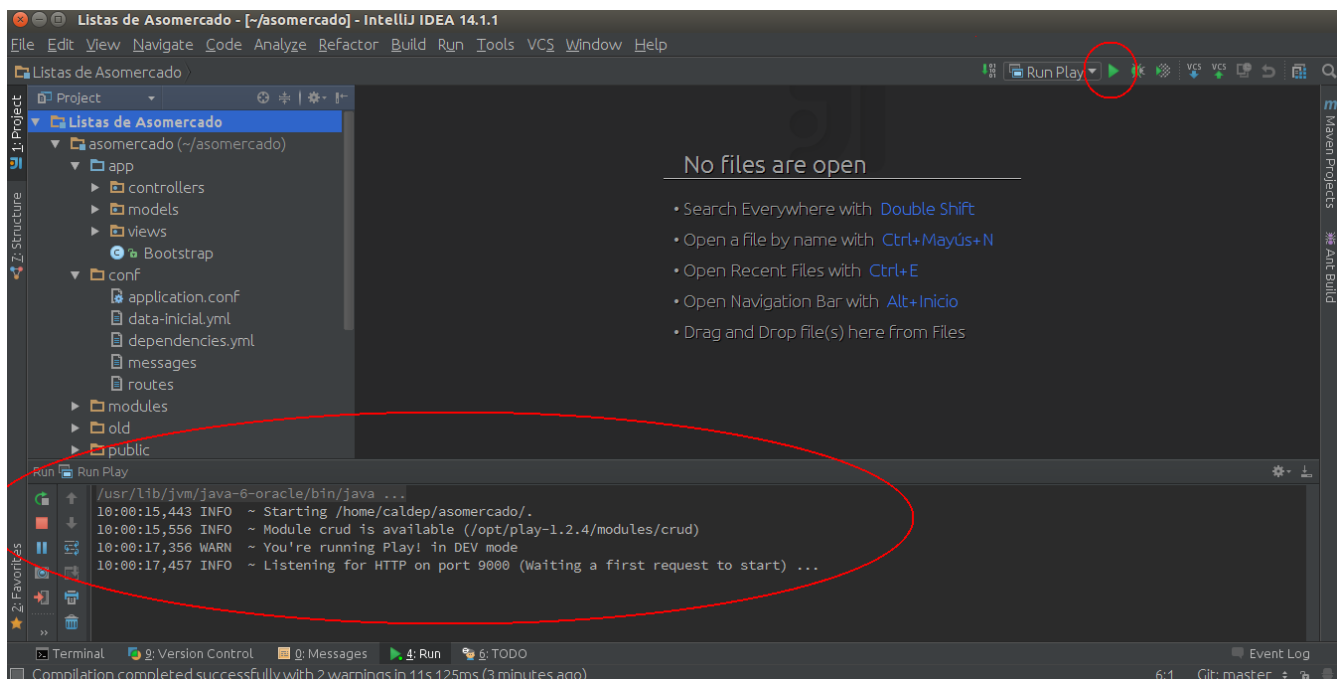 Listas de Asomercado - [~/asomercado] - IntelliJ IDEA 14.1.1
File Edit View Navigate Code Analyze Refactor Build Run Tools VCS Window Help
Listas de Asomercado
Run Play
VCS VCS
1: Project
Project
Listas de Asomercado
asomercado (~/asomercado)
app
controllers
models
views
Bootstrap
conf
application.conf
data-inicial.yml
dependencies.yml
messages
routes
modules
old
public
7: Structure
2: Favorites
No files are open
• Search Everywhere with Double Shift
• Open a file by name with Ctrl+Mayús+N
• Open Recent Files with Ctrl+E
• Open Navigation Bar with Alt+Inicio
• Drag and Drop file(s) here from Files
Maven Projects
Ant Build
Run Run Play
/usr/lib/jvm/java-6-oracle/bin/java ...
10:00:15,443 INFO ~ Starting /home/caldep/asomercado/.
10:00:15,556 INFO ~ Module crud is available (/opt/play-1.2.4/modules/crud)
10:00:17,356 WARN ~ You're running Play! in DEV mode
10:00:17,457 INFO ~ Listening for HTTP on port 9000 (Waiting a first request to start) ...
Terminal 9: Version Control 0: Messages 4: Run 6: TODO Event Log
Compilation completed successfully with 2 warnings in 11s 125ms (3 minutes ago) 6:1 Git: master